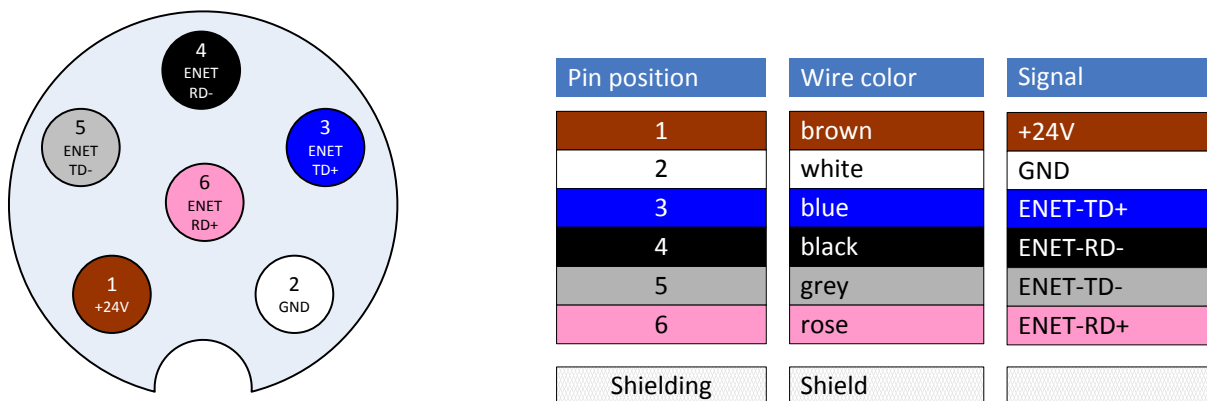 4
ENET
RD-
5
ENET
TD-
3
ENET
TD+
6
ENET
RD+
1
+24V
2
GND
Pin position Wire color Signal
1 brown +24V
2 white GND
3 blue ENET-TD+
4 black ENET-RD-
5 grey ENET-TD-
6 rose ENET-RD+
Shielding Shield